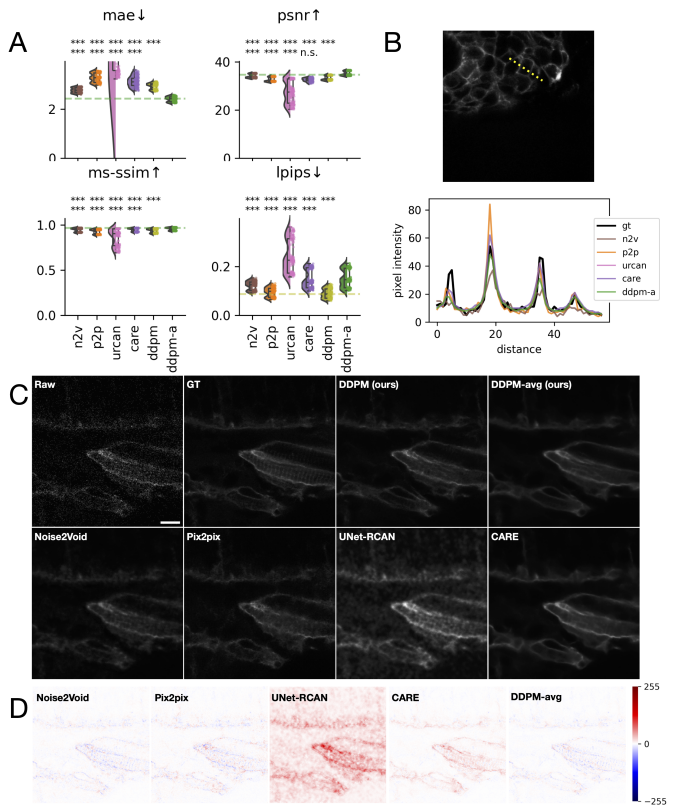 A
mae↓
*** *** *** *** ***
*** *** *** ***
2
0
psnr↑
*** *** *** *** ***
*** *** *** n.s.
40
20
0
ms-ssim↑
*** *** *** *** ***
*** *** *** ***
1.0
0.5
0.0
n2v
p2p
urcan
care
ddpm
ddpm-a
lpips↓
*** *** *** *** ***
*** *** *** ***
0.2
0.0
n2v
p2p
urcan
care
ddpm
ddpm-a
B
pixel intensity
80
60
40
20
0
0 20 40
distance
gt
n2v
p2p
urcan
care
ddpm-a
C
Raw
GT
DDPM (ours)
DDPM-avg (ours)
Noise2Void
Pix2pix
UNet-RCAN
CARE
D
Noise2Void
Pix2pix
UNet-RCAN
CARE
DDPM-avg
255
0
−255